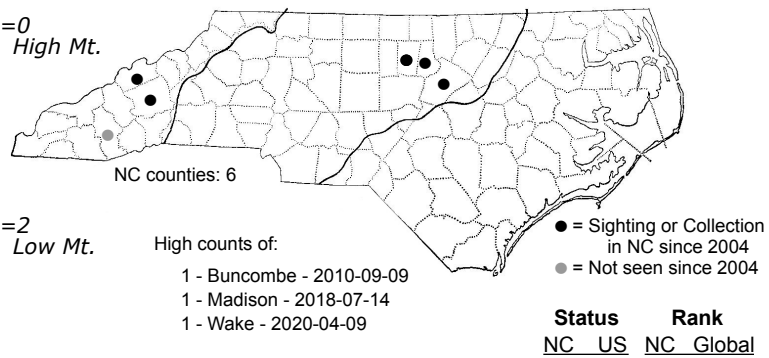 =0
High Mt.
NC counties: 6
=2
Low Mt.
High counts of:
1 - Buncombe - 2010-09-09
1 - Madison - 2018-07-14
1 - Wake - 2020-04-09
= Sighting or Collection
in NC since 2004
= Not seen since 2004
Status Rank
NC US NC Global